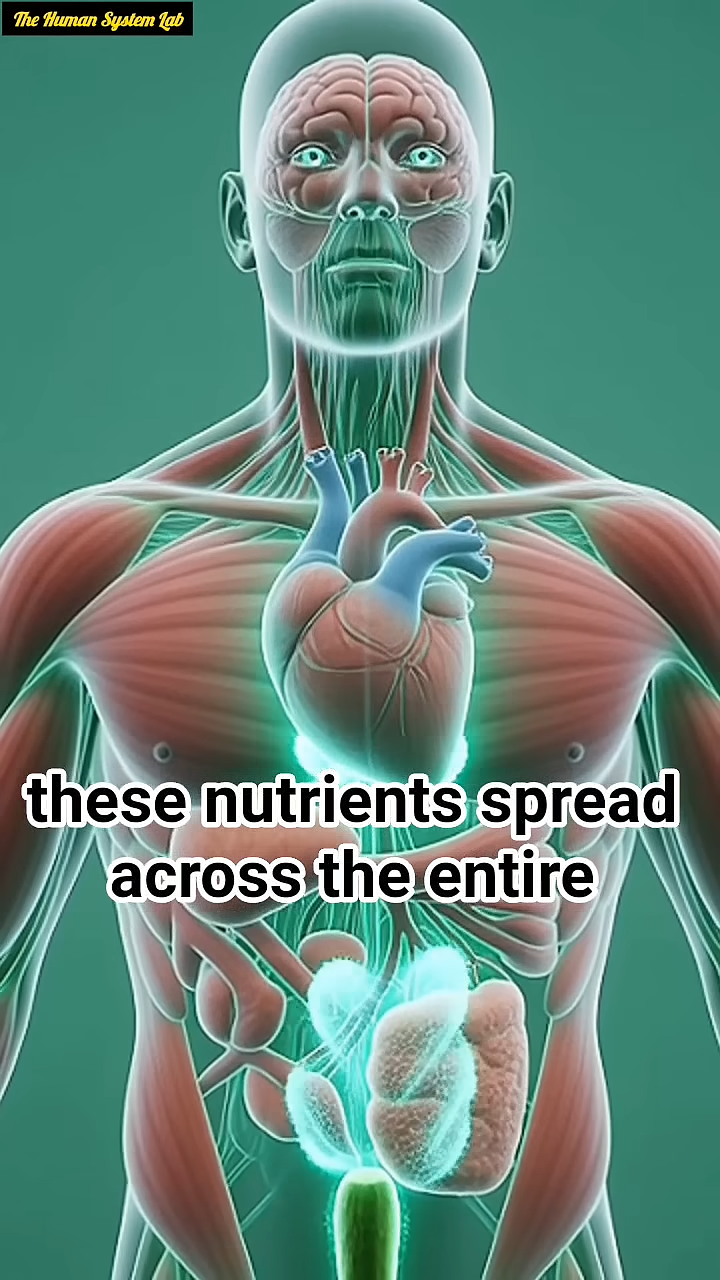 The Human System Lab
these nutrients spread
across the entire